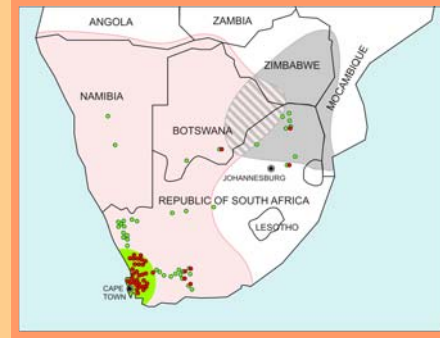 ANGOLA
ZAMBIA
ZIMBABWE
MOCAMBIQUE
NAMIBIA
BOTSWANA
JOHANNESBURG
REPUBLIC OF SOUTH AFRICA
LESOTHO
CAPE
TOWN